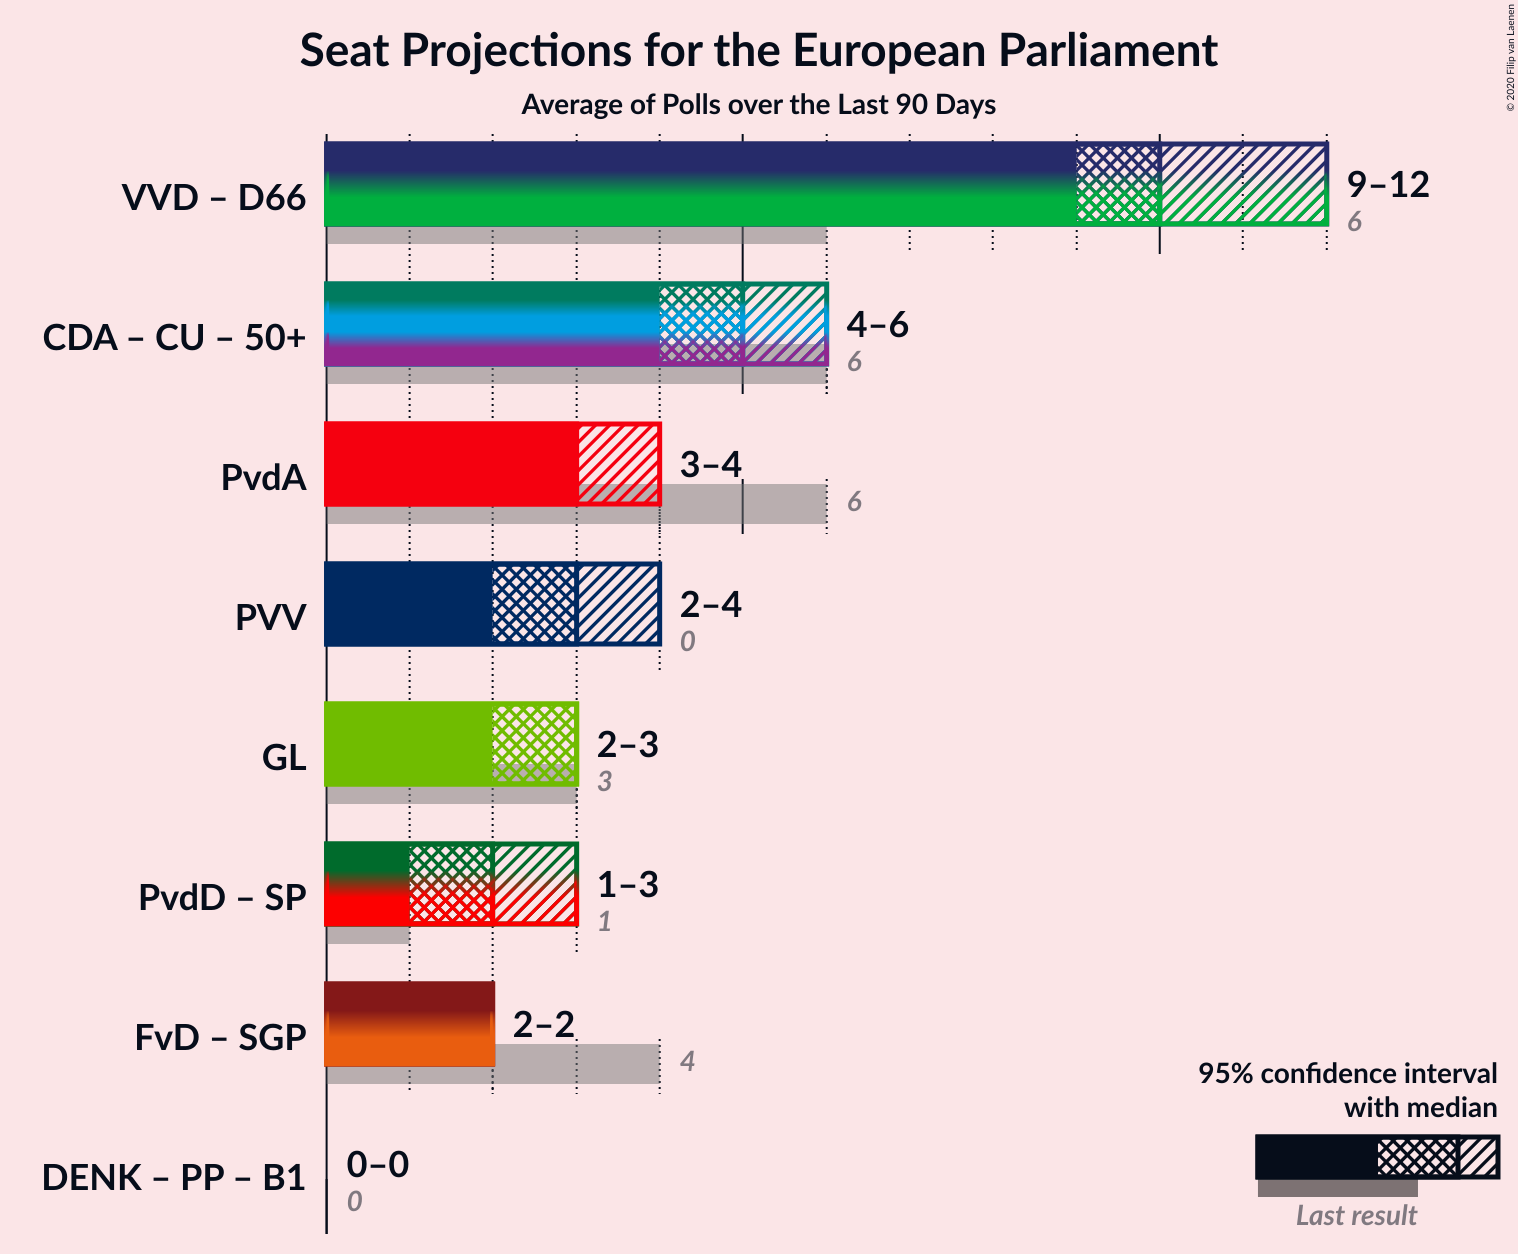 Seat Projections for the European Parliament
Average of Polls over the Last 90 Days
© 2020 Filip van Laenen
VVD – D66
9–12
6
CDA – CU – 50+
4–6
6
PvdA
3–4
6
PVV
2–4
0
GL
2–3
3
PvdD – SP
1–3
1
FvD – SGP
2–2
4
DENK – PP – B1
0–0
0
95% confidence interval
with median
Last result